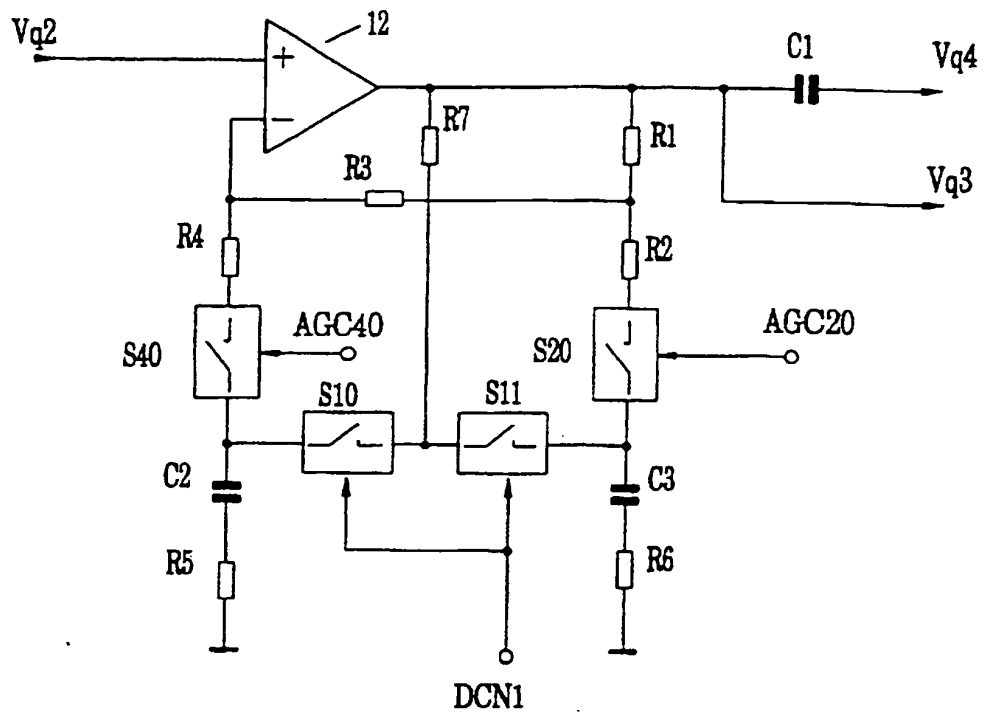 Vq2
12
C1
Vq4
R7
R1
R3
Vq3
R4
R2
AGC40
AGC20
S40
S20
S10
S11
C2
C3
R5
R6
DCN1
+
−